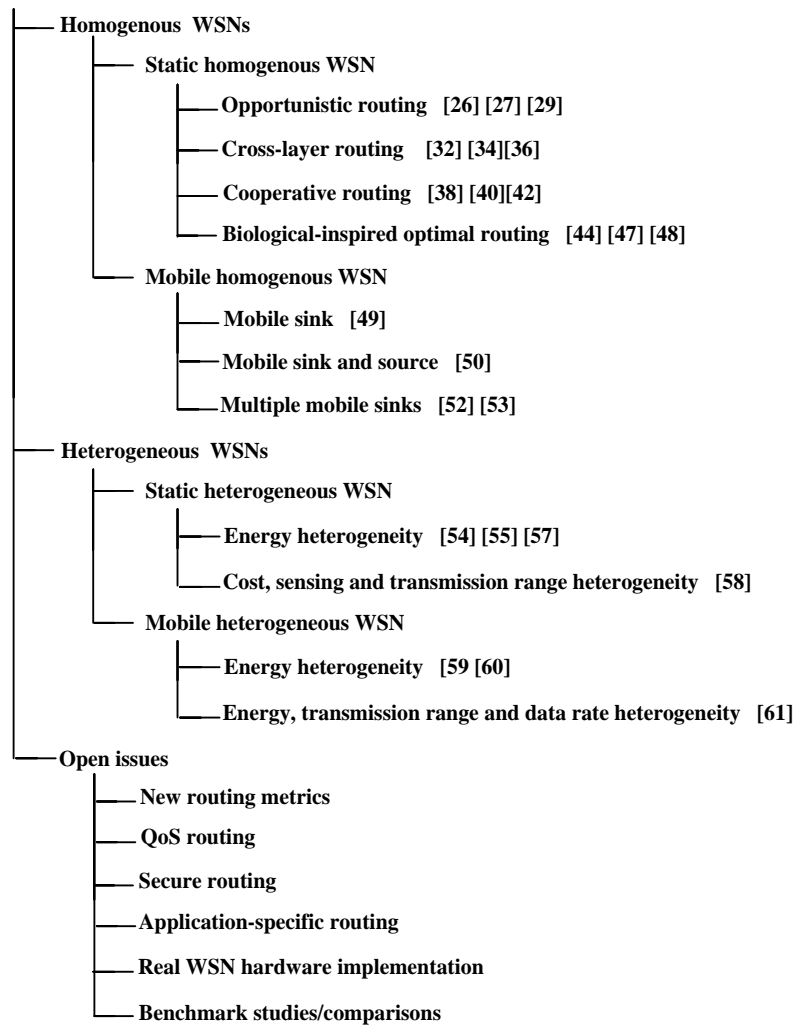 Homogenous WSNs
Static homogenous WSN
Opportunistic routing [26] [27] [29]
Cross-layer routing [32] [34][36]
Cooperative routing [38] [40][42]
Biological-inspired optimal routing [44] [47] [48]
Mobile homogenous WSN
Mobile sink [49]
Mobile sink and source [50]
Multiple mobile sinks [52] [53]
Heterogeneous WSNs
Static heterogeneous WSN
Energy heterogeneity [54] [55] [57]
Cost, sensing and transmission range heterogeneity [58]
Mobile heterogeneous WSN
Energy heterogeneity [59 [60]
Energy, transmission range and data rate heterogeneity [61]
Open issues
New routing metrics
QoS routing
Secure routing
Application-specific routing
Real WSN hardware implementation
Benchmark studies/comparisons